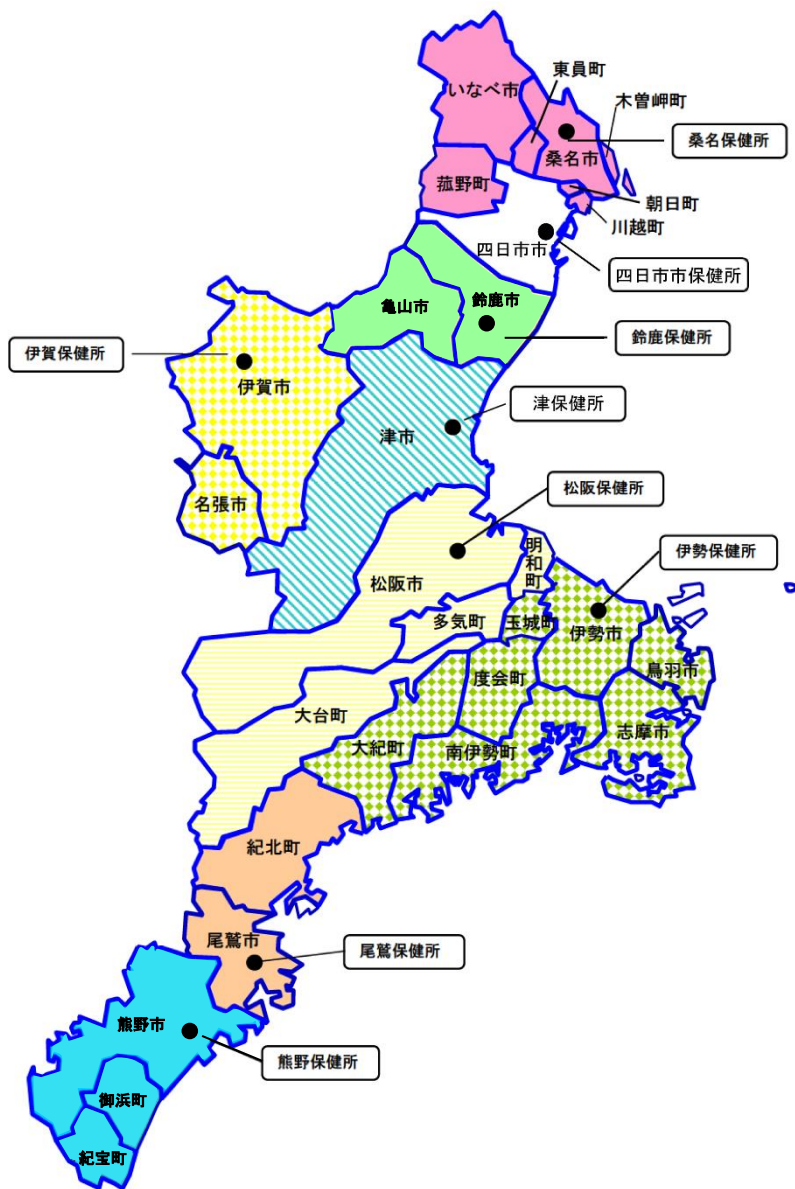 東員町
いなべ市
木曽岬町
桑名保健所
桑名市
菰野町
朝日町
川越町
四日市市
四日市市保健所
亀山市
鈴鹿市
鈴鹿保健所
伊賀保健所
伊賀市
津保健所
津市
名張市
松阪保健所
明和町
伊勢保健所
松阪市
多気町
玉城町
伊勢市
鳥羽市
度会町
大台町
大紀町
南伊勢町
志摩市
紀北町
尾鷲市
尾鷲保健所
熊野市
熊野保健所
御浜町
紀宝町